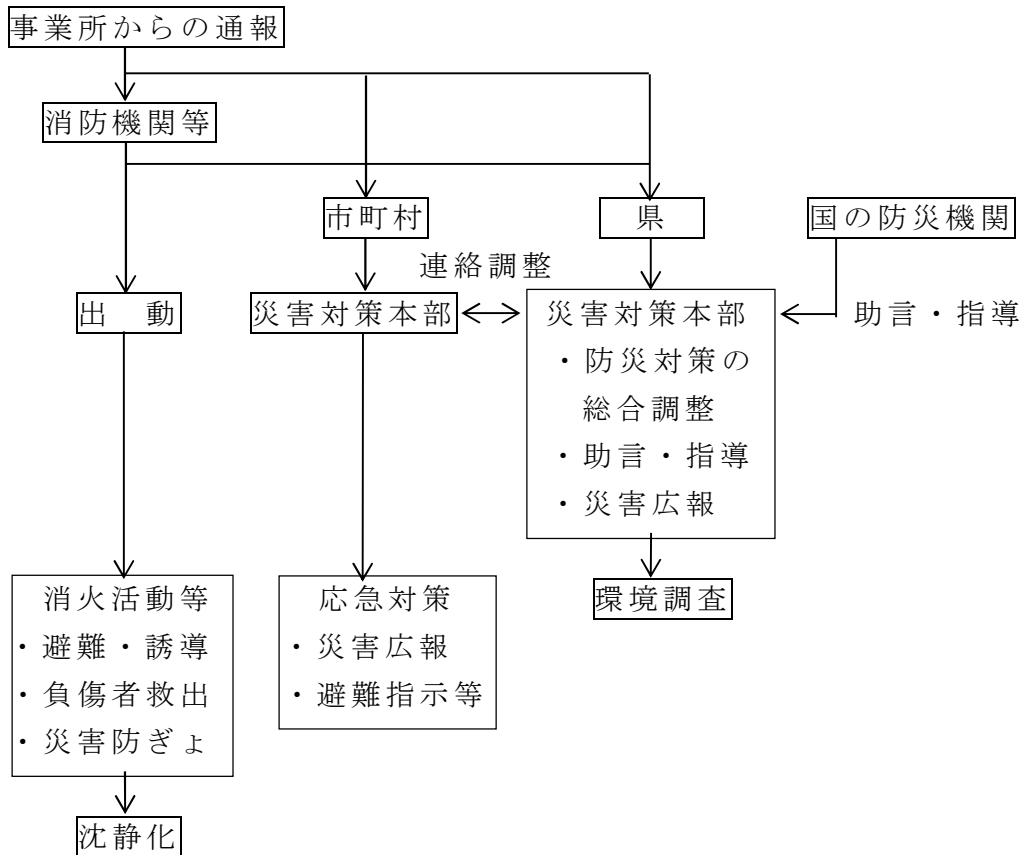 事業所からの通報
消防機関等
市町村
県
国の防災機関
連絡調整
出　動
災害対策本部
災害対策本部
・防災対策の
総合調整
・助言・指導
・災害広報
助言・指導
消火活動等
・避難・誘導
・負傷者救出
・災害防ぎょ
応急対策
・災害広報
・避難指示等
環境調査
沈静化